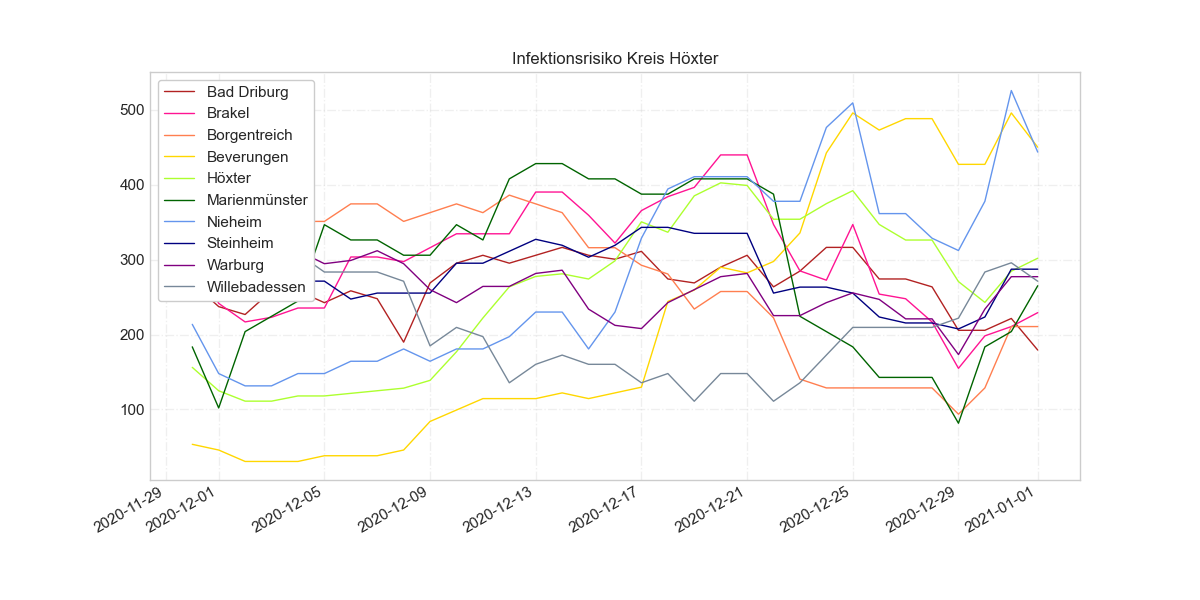 Infektionsrisiko Kreis Höxter
500
400
300
200
100
Bad Driburg
Brakel
Borgentreich
Beverungen
Höxter
Marienmünster
Nieheim
Steinheim
Warburg
Willebadessen
2020-11-29
2020-12-01
2020-12-05
2020-12-09
2020-12-13
2020-12-17
2020-12-21
2020-12-25
2020-12-29
2021-01-01